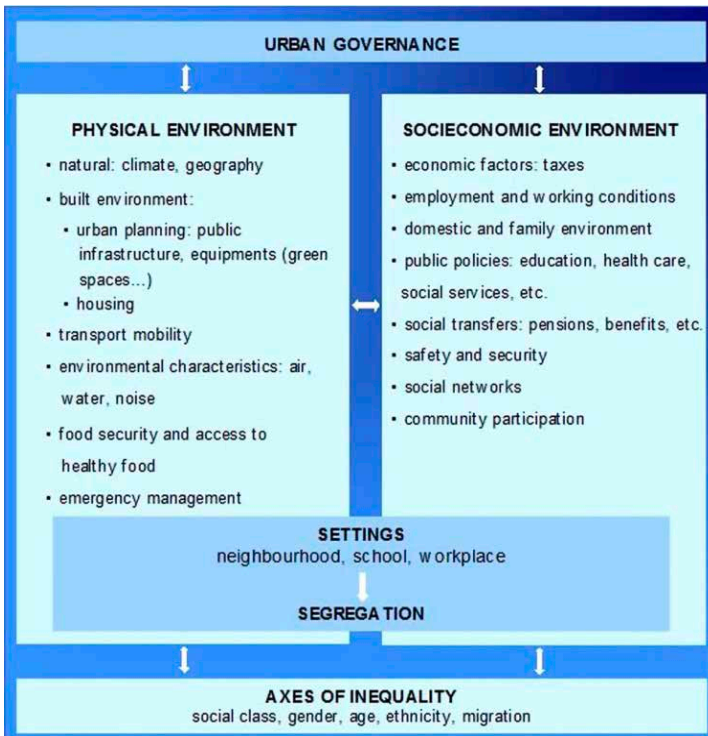 URBAN GOVERNANCE
PHYSICAL ENVIRONMENT
• natural: climate, geography
• built environment:
• urban planning: public
infrastructure, equipments (green
spaces...)
• housing
• transport mobility
• environmental characteristics: air,
water, noise
• food security and access to
healthy food
• emergency management
SOCIECONOMIC ENVIRONMENT
• economic factors: taxes
• employment and working conditions
• domestic and family environment
• public policies: education, health care,
social services, etc.
• social transfers: pensions, benefits, etc.
• safety and security
• social networks
• community participation
SETTINGS
neighbourhood, school, workplace
SEGREGATION
AXES OF INEQUALITY
social class, gender, age, ethnicity, migration